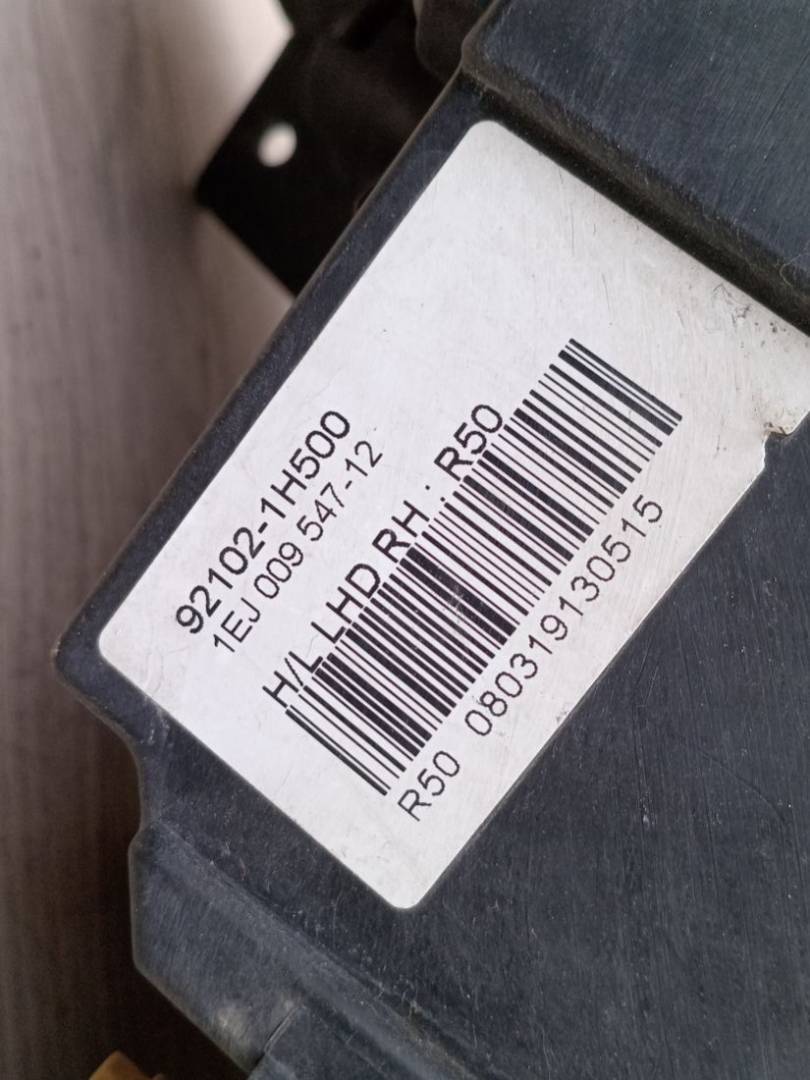 92102-1H500
1EJ 009 547-12
H/L LHD RH : R50
R50 080319130515